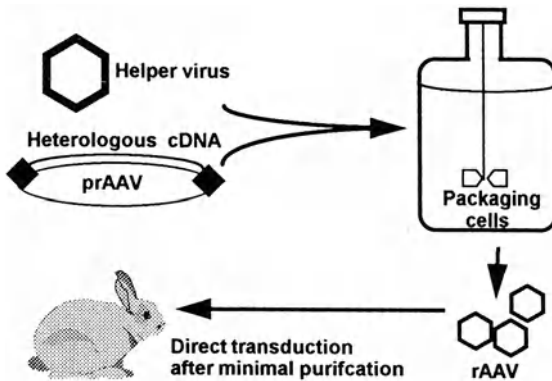 Helper virus
Heterologous cDNA
prAAV
Packaging
cells
rAAV
Direct transduction
after minimal purifcation